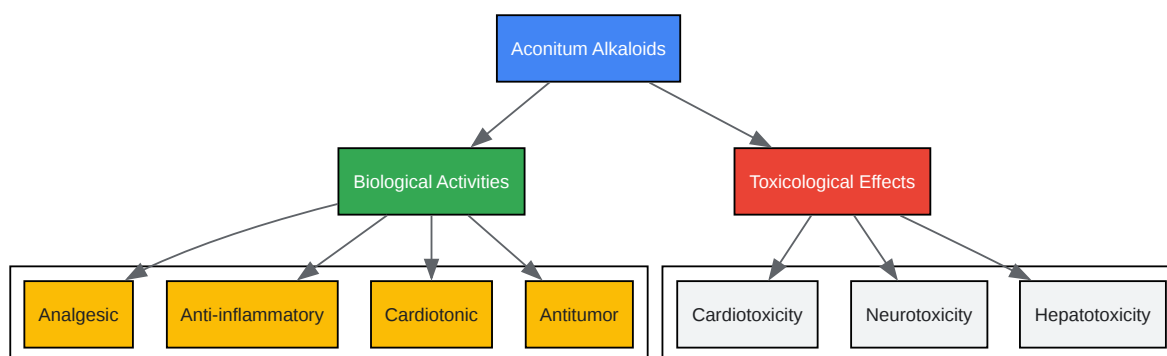 Aconitum Alkaloids
Biological Activities
Toxicological Effects
Analgesic
Anti-inflammatory
Cardiotonic
Antitumor
Cardiotoxicity
Neurotoxicity
Hepatotoxicity